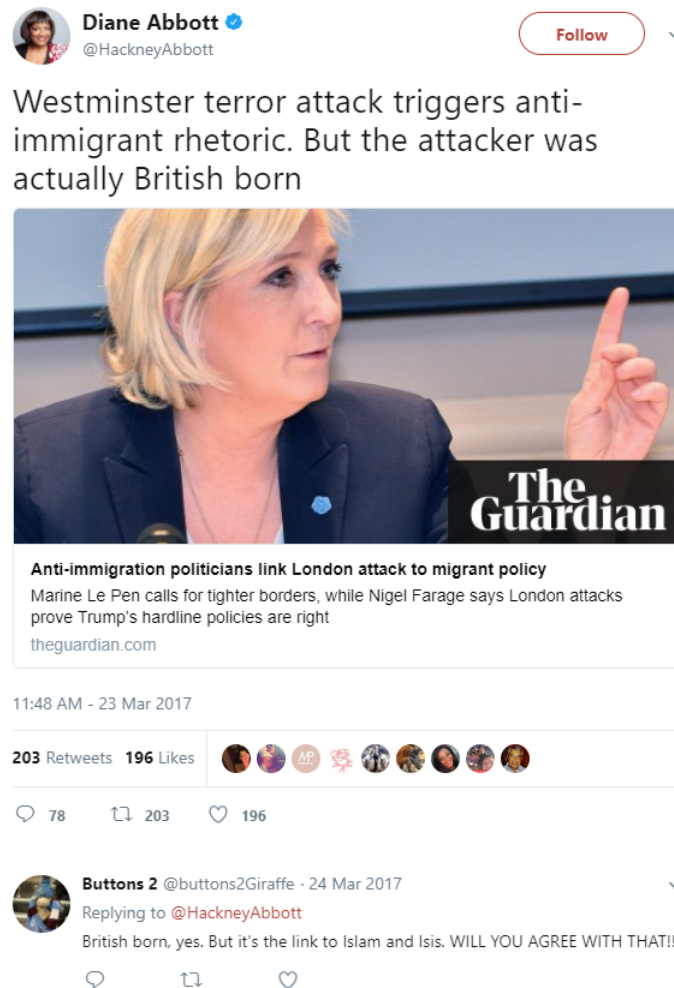 Diane Abbott
@HackneyAbbott
Follow
Westminster terror attack triggers anti-
immigrant rhetoric. But the attacker was
actually British born
The
Guardian
Anti-immigration politicians link London attack to migrant policy
Marine Le Pen calls for tighter borders, while Nigel Farage says London attacks
prove Trump's hardline policies are right
theguardian.com
11:48 AM - 23 Mar 2017
203 Retweets 196 Likes
MP
78 203 196
Buttons 2 @buttons2Giraffe · 24 Mar 2017
Replying to @HackneyAbbott
British born, yes. But it's the link to Islam and Isis. WILL YOU AGREE WITH THAT!!